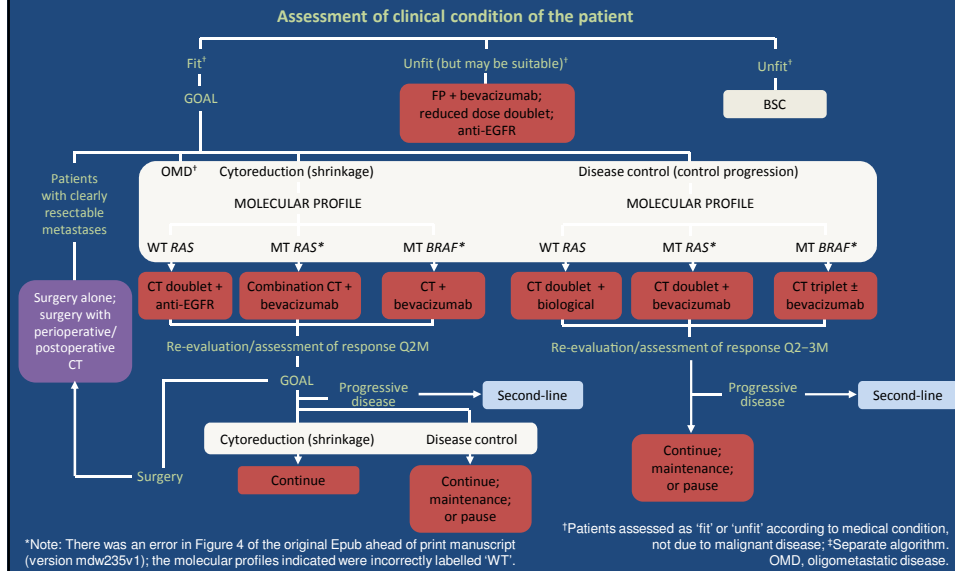 Assessment of clinical condition of the patient
Fit†
Unfit (but may be suitable)†
Unfit†
GOAL
FP + bevacizumab;
reduced dose doublet;
anti-EGFR
BSC
Patients
with clearly
resectable
metastases
OMD†
Cytoreduction (shrinkage)
Disease control (control progression)
MOLECULAR PROFILE
MOLECULAR PROFILE
WT RAS
MT RAS*
MT BRAF*
WT RAS
MT RAS*
MT BRAF*
CT doublet +
anti-EGFR
Combination CT +
bevacizumab
CT +
bevacizumab
CT doublet +
biological
CT doublet +
bevacizumab
CT triplet ±
bevacizumab
Surgery alone;
surgery with
perioperative/
postoperative
CT
Re-evaluation/assessment of response Q2M
Re-evaluation/assessment of response Q2–3M
GOAL
Progressive
disease
Second-line
Progressive
disease
Second-line
Cytoreduction (shrinkage)
Disease control
Surgery
Continue
Continue;
maintenance;
or pause
Continue;
maintenance;
or pause
*Note: There was an error in Figure 4 of the original Epub ahead of print manuscript
(version mdw235v1); the molecular profiles indicated were incorrectly labelled ‘WT’.
†Patients assessed as ‘fit’ or ‘unfit’ according to medical condition,
not due to malignant disease; ‡Separate algorithm.
OMD, oligometastatic disease.